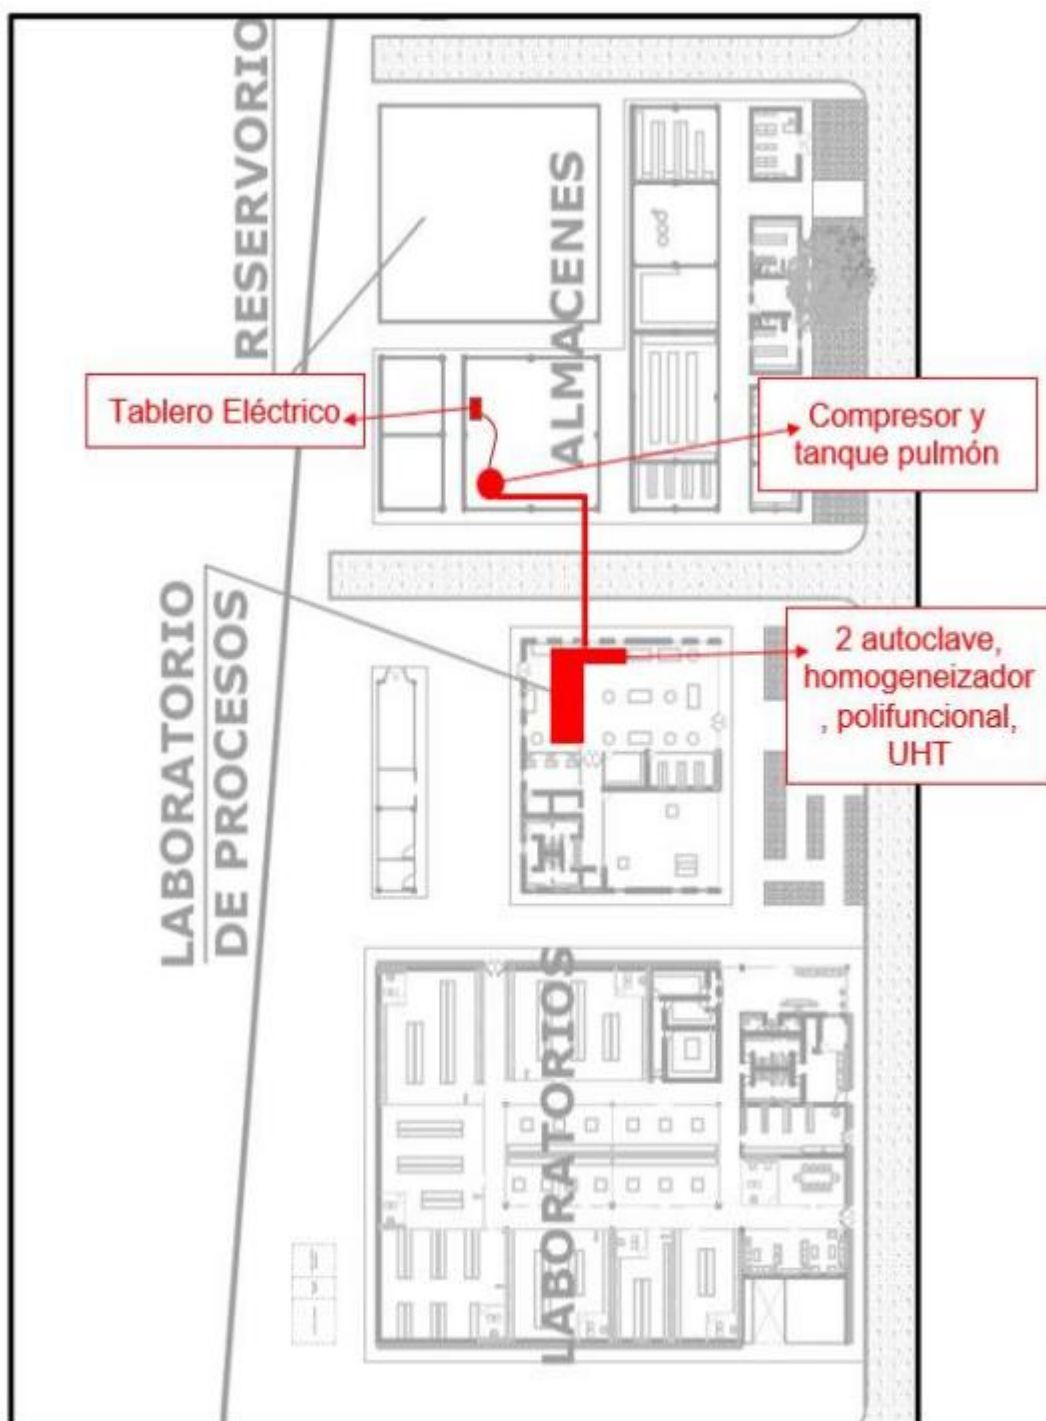 RESERVORIO
ALMACENES
Tablero Eléctrico
Compresor y
tanque pulmón
LABORATORIO
DE PROCESOS
2 autoclave,
homogeneizador
, polifuncional,
UHT
LABORATORIOS